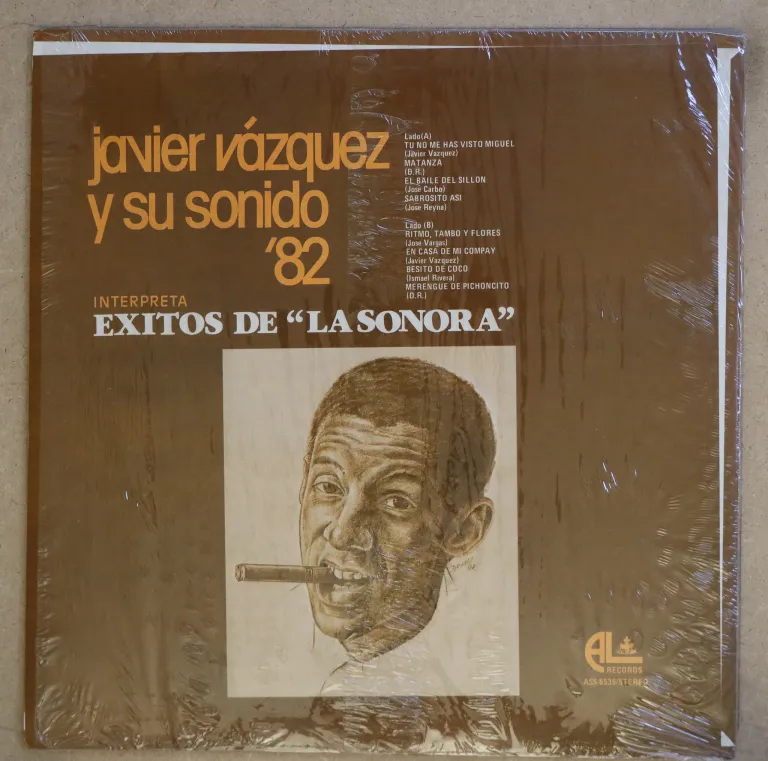 javier vázquez
y su sonido
'82
INTERPRETA
EXITOS DE "LA SONORA"
Lado(A)
TU NO ME HAS VISTO MIGUEL
(Javier Vazquez)
MATANZA
(D.R.)
EL BAILE DEL SILLON
(Jose Carbo)
SABROSITO ASI
(Jose Reyna)
Lado (B)
RITMO, TAMBO Y FLORES
(Jose Vargas)
EN CASA DE MI COMPAY
(Javier Vazquez)
BESITO DE COCO
(Ismael Rivera)
MERENGUE DE PICHONCITO
(D.R.)
AL
RECORDS